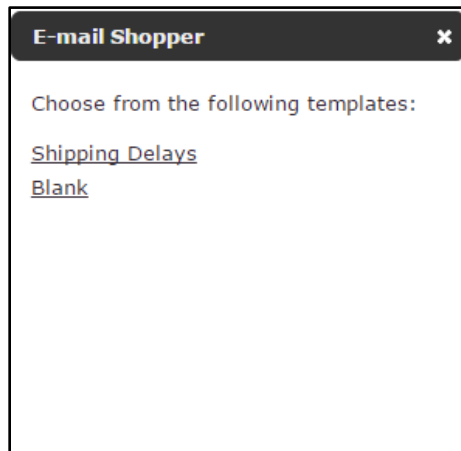 E-mail Shopper
Choose from the following templates:
Shipping Delays
Blank